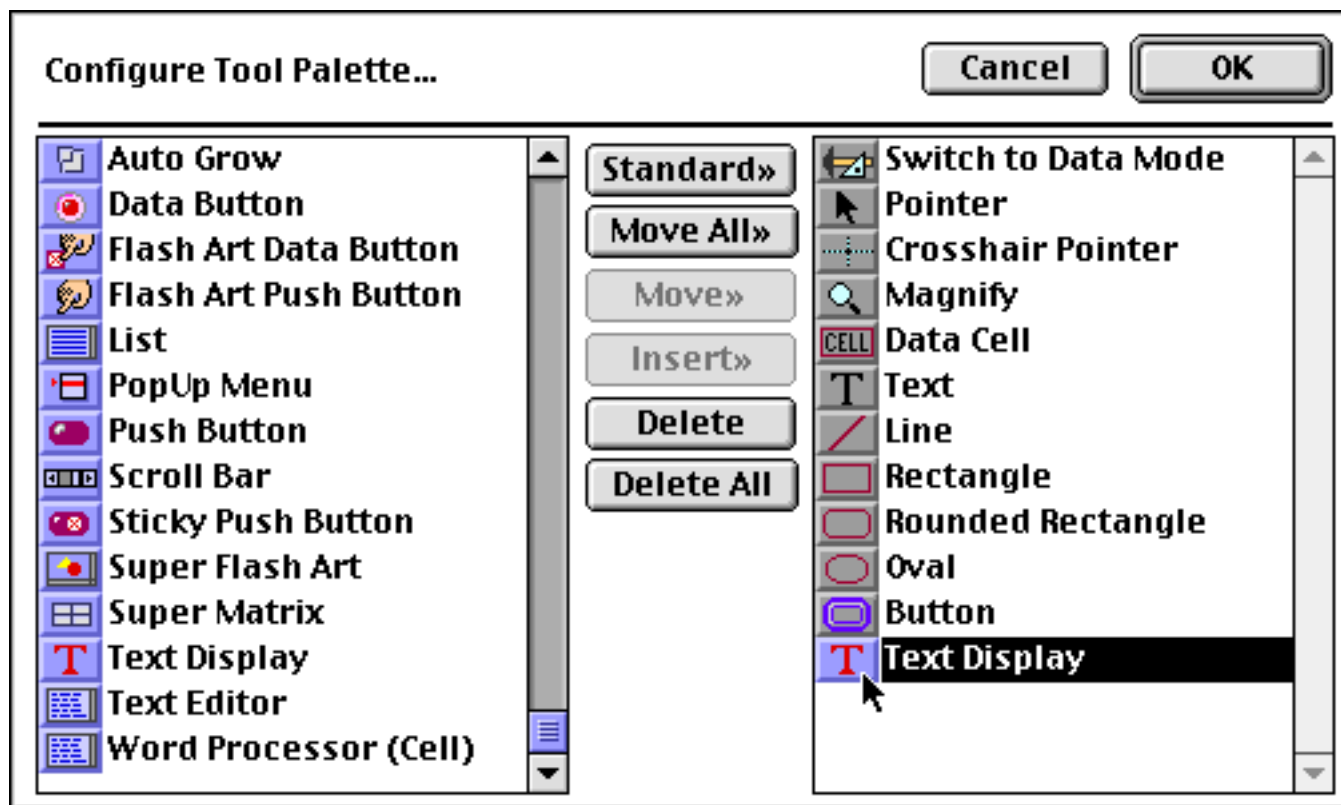 Configure Tool Palette...
Cancel
OK
Auto Grow
Data Button
Flash Art Data Button
Flash Art Push Button
List
PopUp Menu
Push Button
Scroll Bar
Sticky Push Button
Super Flash Art
Super Matrix
T Text Display
Text Editor
Word Processor (Cell)
Standard»
Move All»
Move»
Insert»
Delete
Delete All
Switch to Data Mode
Pointer
Crosshair Pointer
Magnify
CELL Data Cell
T Text
Line
Rectangle
Rounded Rectangle
Oval
Button
T Text Display